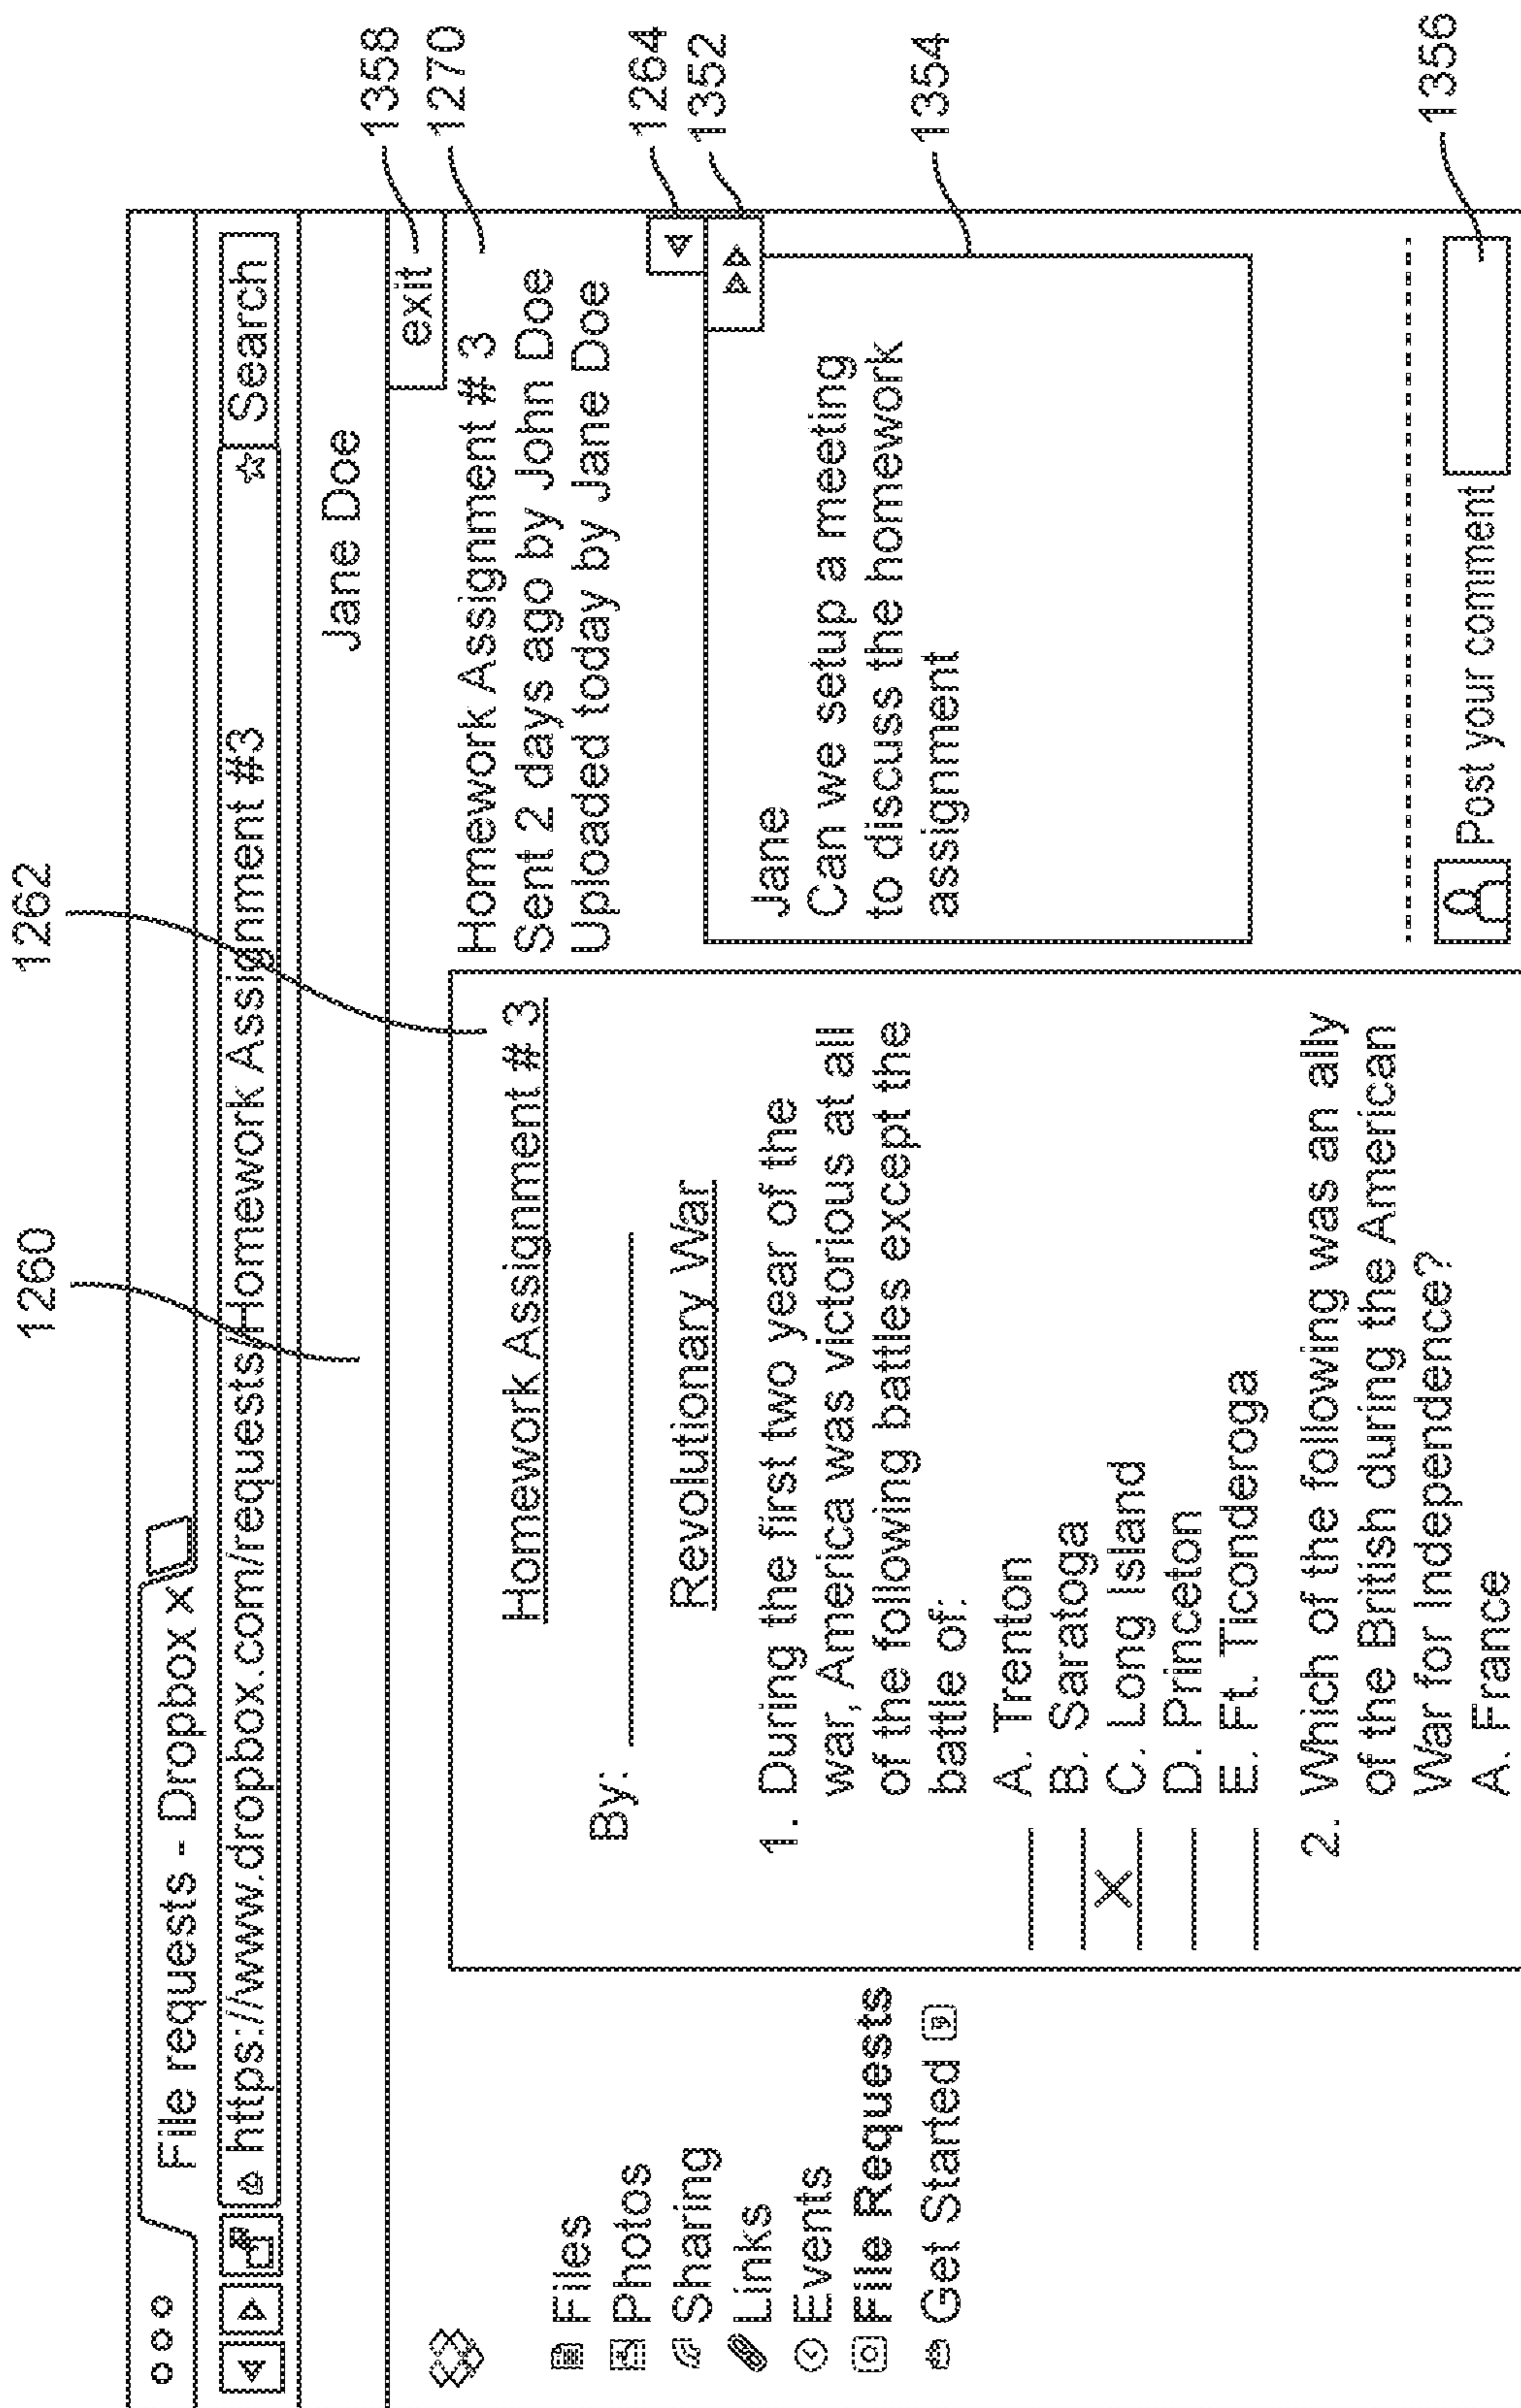 1260
1262
File requests - Dropbox x
https://www.dropbox.com/requests/Homework Assignment #3
Search
Jane Doe
exit
1358
1270
1264
1352
1354
1356
Files
Photos
Sharing
Links
Events
File Requests
Get Started
Homework Assignment # 3
By:
Revolutionary War
1. During the first two year of the
war, America was victorious at all
of the following battles except the
battle of:
A. Trenton
B. Saratoga
X C. Long Island
D. Princeton
E. Ft. Ticonderoga
2. Which of the following was an ally
of the British during the American
War for Independence?
A. France
Homework Assignment # 3
Sent 2 days ago by John Doe
Uploaded today by Jane Doe
Jane
Can we setup a meeting
to discuss the homework
assignment
Post your comment